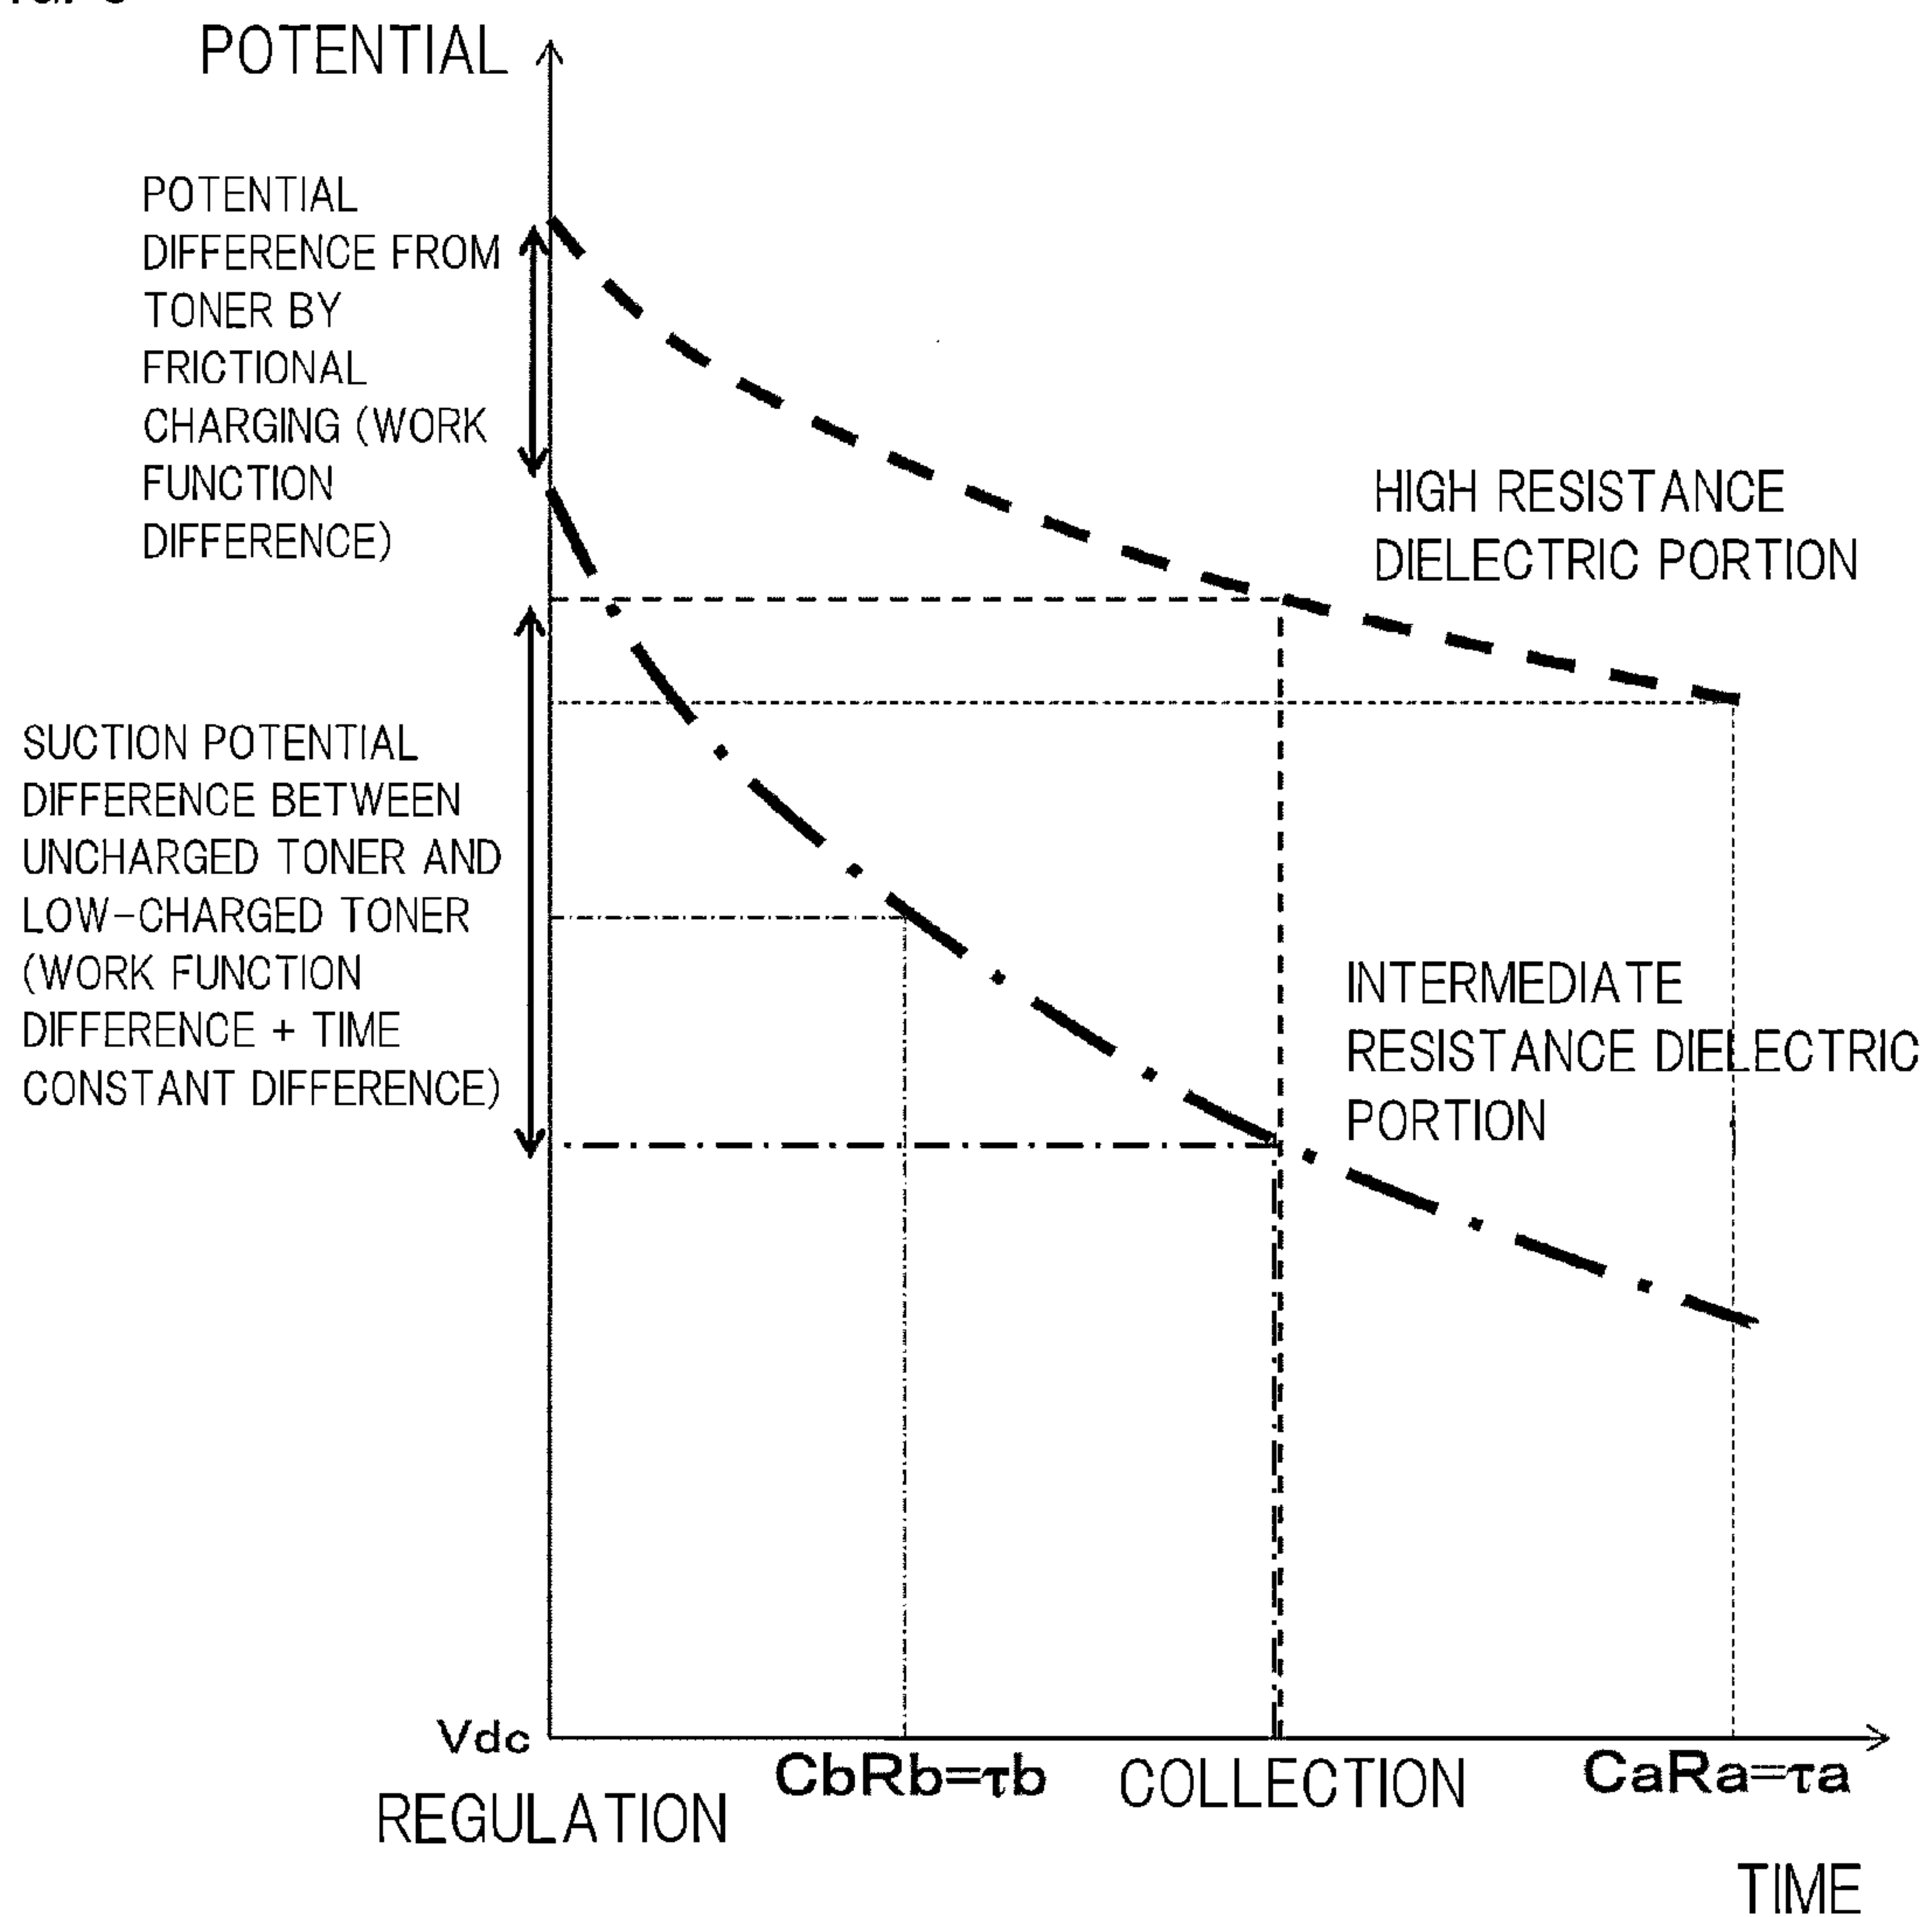 POTENTIAL
POTENTIAL
DIFFERENCE FROM
TONER BY
FRICTIONAL
CHARGING (WORK
FUNCTION
DIFFERENCE)
HIGH RESISTANCE
DIELECTRIC PORTION
SUCTION POTENTIAL
DIFFERENCE BETWEEN
UNCHARGED TONER AND
LOW-CHARGED TONER
(WORK FUNCTION
DIFFERENCE + TIME
CONSTANT DIFFERENCE)
INTERMEDIATE
RESISTANCE DIELECTRIC
PORTION
Vdc
REGULATION
CbRb=τb
COLLECTION
CaRa=τa
TIME